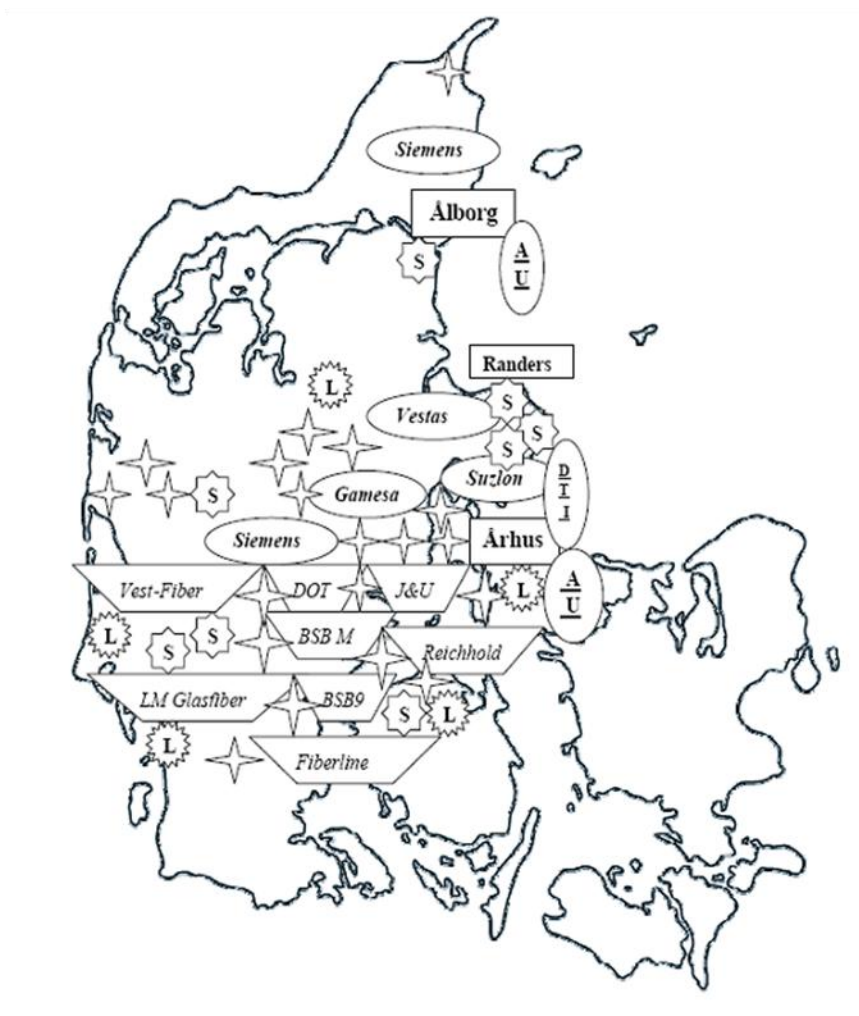 Siemens
Ålborg
A
U
S
Randers
L
S
Vestas
S
S
Suzlon
D
T
I
Gamesa
S
Siemens
Århus
Vest-Fiber
DOT
J&U
L
A
U
L
S
S
BSB M
Reichhold
LM Glasfiber
BSB9
S
L
L
Fiberline